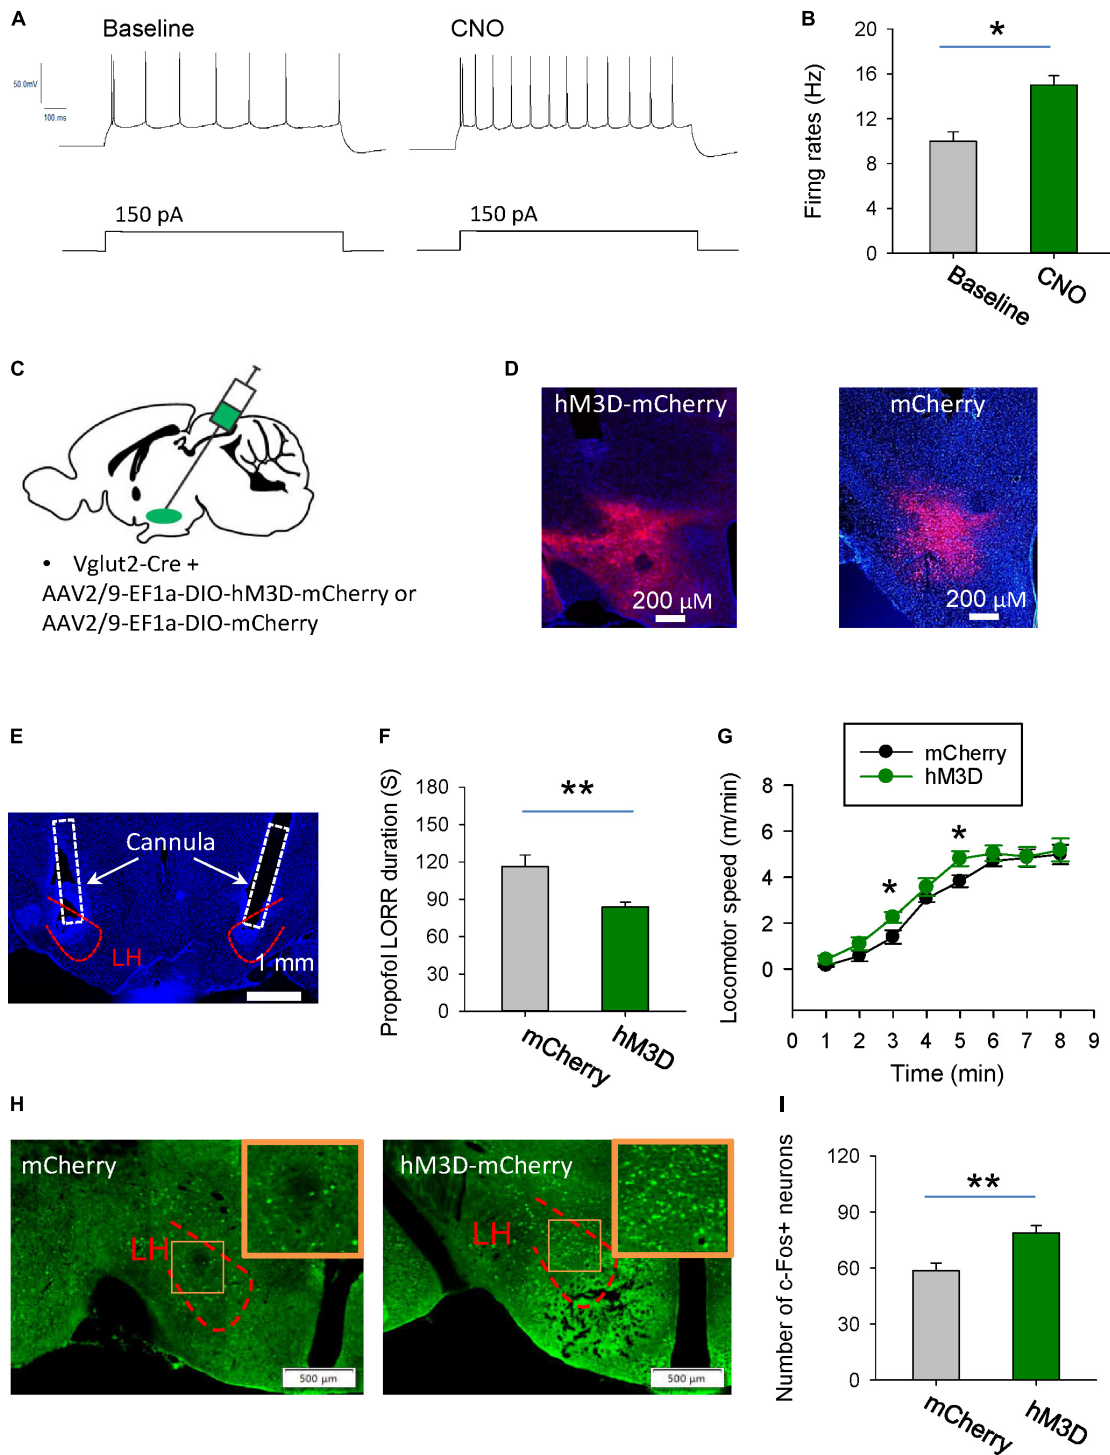 A
Baseline
CNO
50.0mV
100 ms
150 pA
150 pA
B
*
Firng rates (Hz)
20
16
12
8
4
0
Baseline
CNO
C
• Vglut2-Cre +
AAV2/9-EF1a-DIO-hM3D-mCherry or
AAV2/9-EF1a-DIO-mCherry
D
hM3D-mCherry
200 µM
mCherry
200 µM
E
Cannula
LH
1 mm
F
**
Propofol LORR duration (S)
180
150
120
90
60
30
0
mCherry
hM3D
G
mCherry
hM3D
Locomotor speed (m/min)
8
6
4
2
0
*
*
0 1 2 3 4 5 6 7 8 9
Time (min)
H
mCherry
LH
500 µm
hM3D-mCherry
LH
500 µm
I
**
Number of c-Fos+ neurons
120
90
60
30
0
mCherry
hM3D